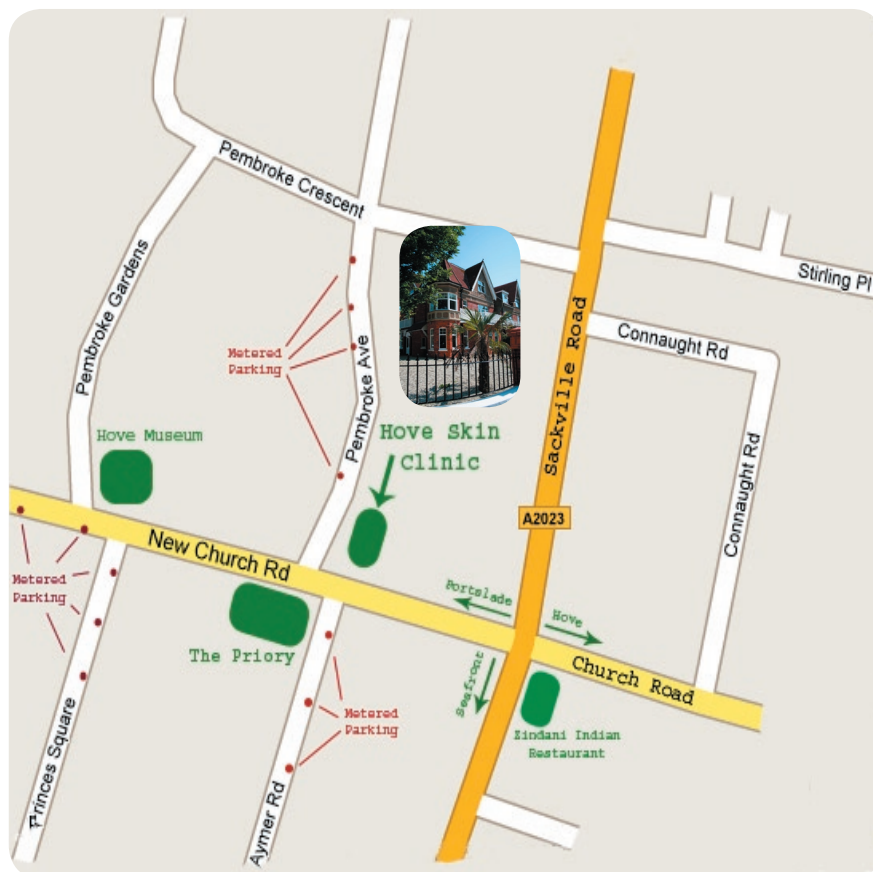 Pembroke Crescent
Stirling Pl
Pembroke Gardens
Sackville Road
Connaught Rd
Metered
Parking
Pembroke Ave
Hove Skin
Clinic
Hove Museum
Connaught Rd
A2023
New Church Rd
Metered
Parking
Portslade
Hove
The Priory
Seafront
Church Road
Metered
Parking
Zindani Indian
Restaurant
Princes Square
Aymer Rd